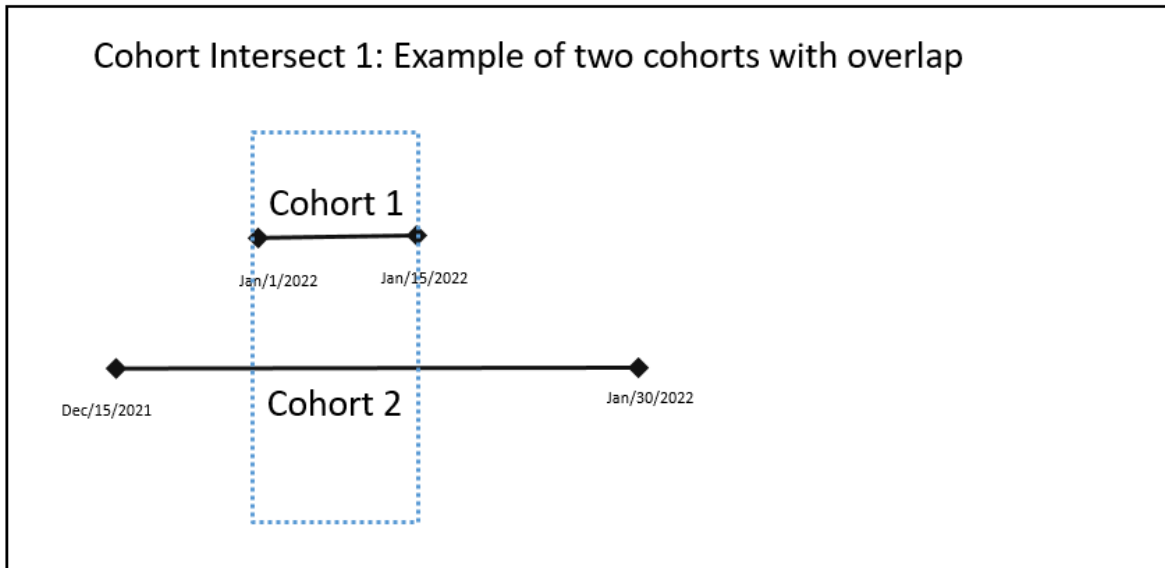 Cohort Intersect 1: Example of two cohorts with overlap
Cohort 1
Jan/1/2022
Jan/15/2022
Cohort 2
Dec/15/2021
Jan/30/2022